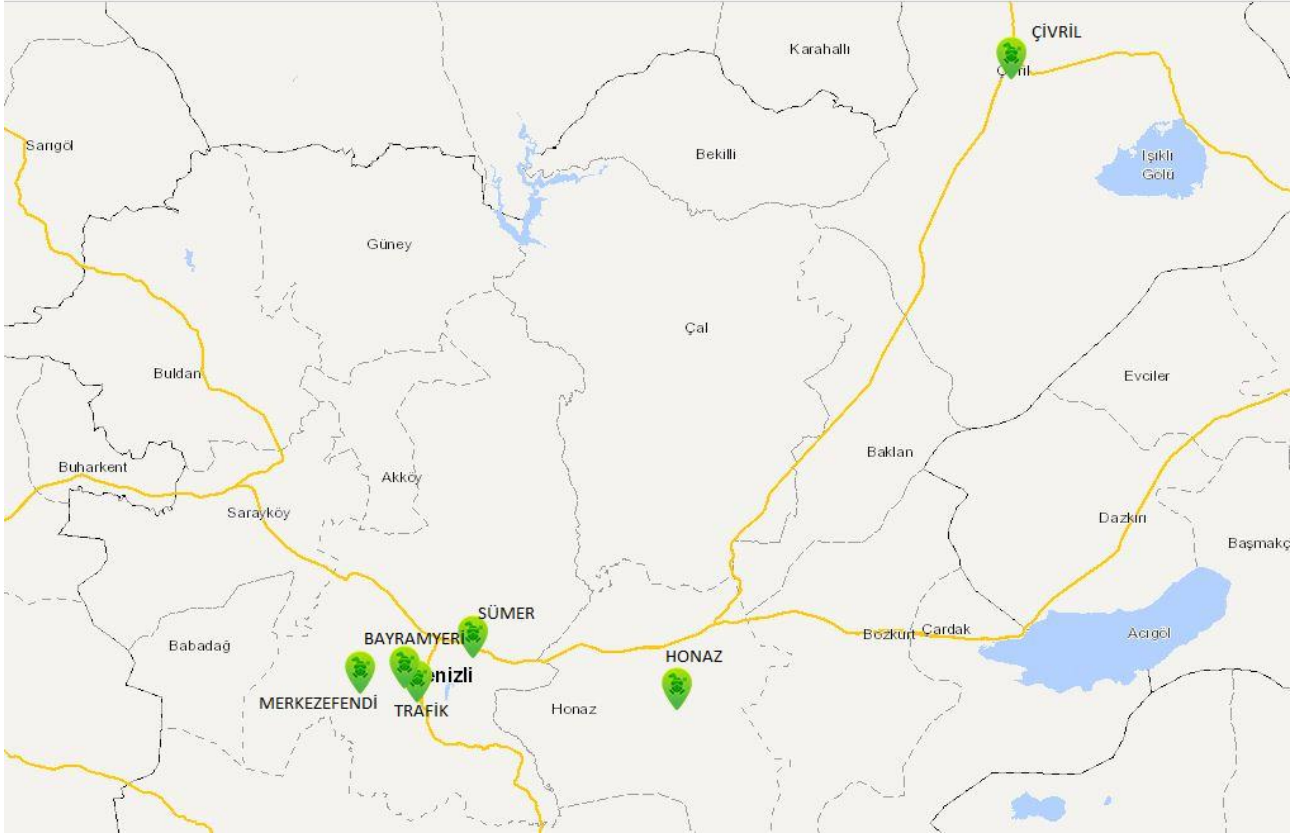 ÇİVRİL
Karahallı
Sarıgöl
Bekilli
Işıklı
Gölü
Güney
Çal
Buldan
Evciler
Buharkent
Akköy
Baklan
Sarayköy
Dazkırı
Başmakç
SÜMER
BAYRAMYERİ
Babadağ
Bozkurt
Çardak
Acıgöl
HONAZ
enizli
MERKEZEFENDİ
TRAFİK
Honaz